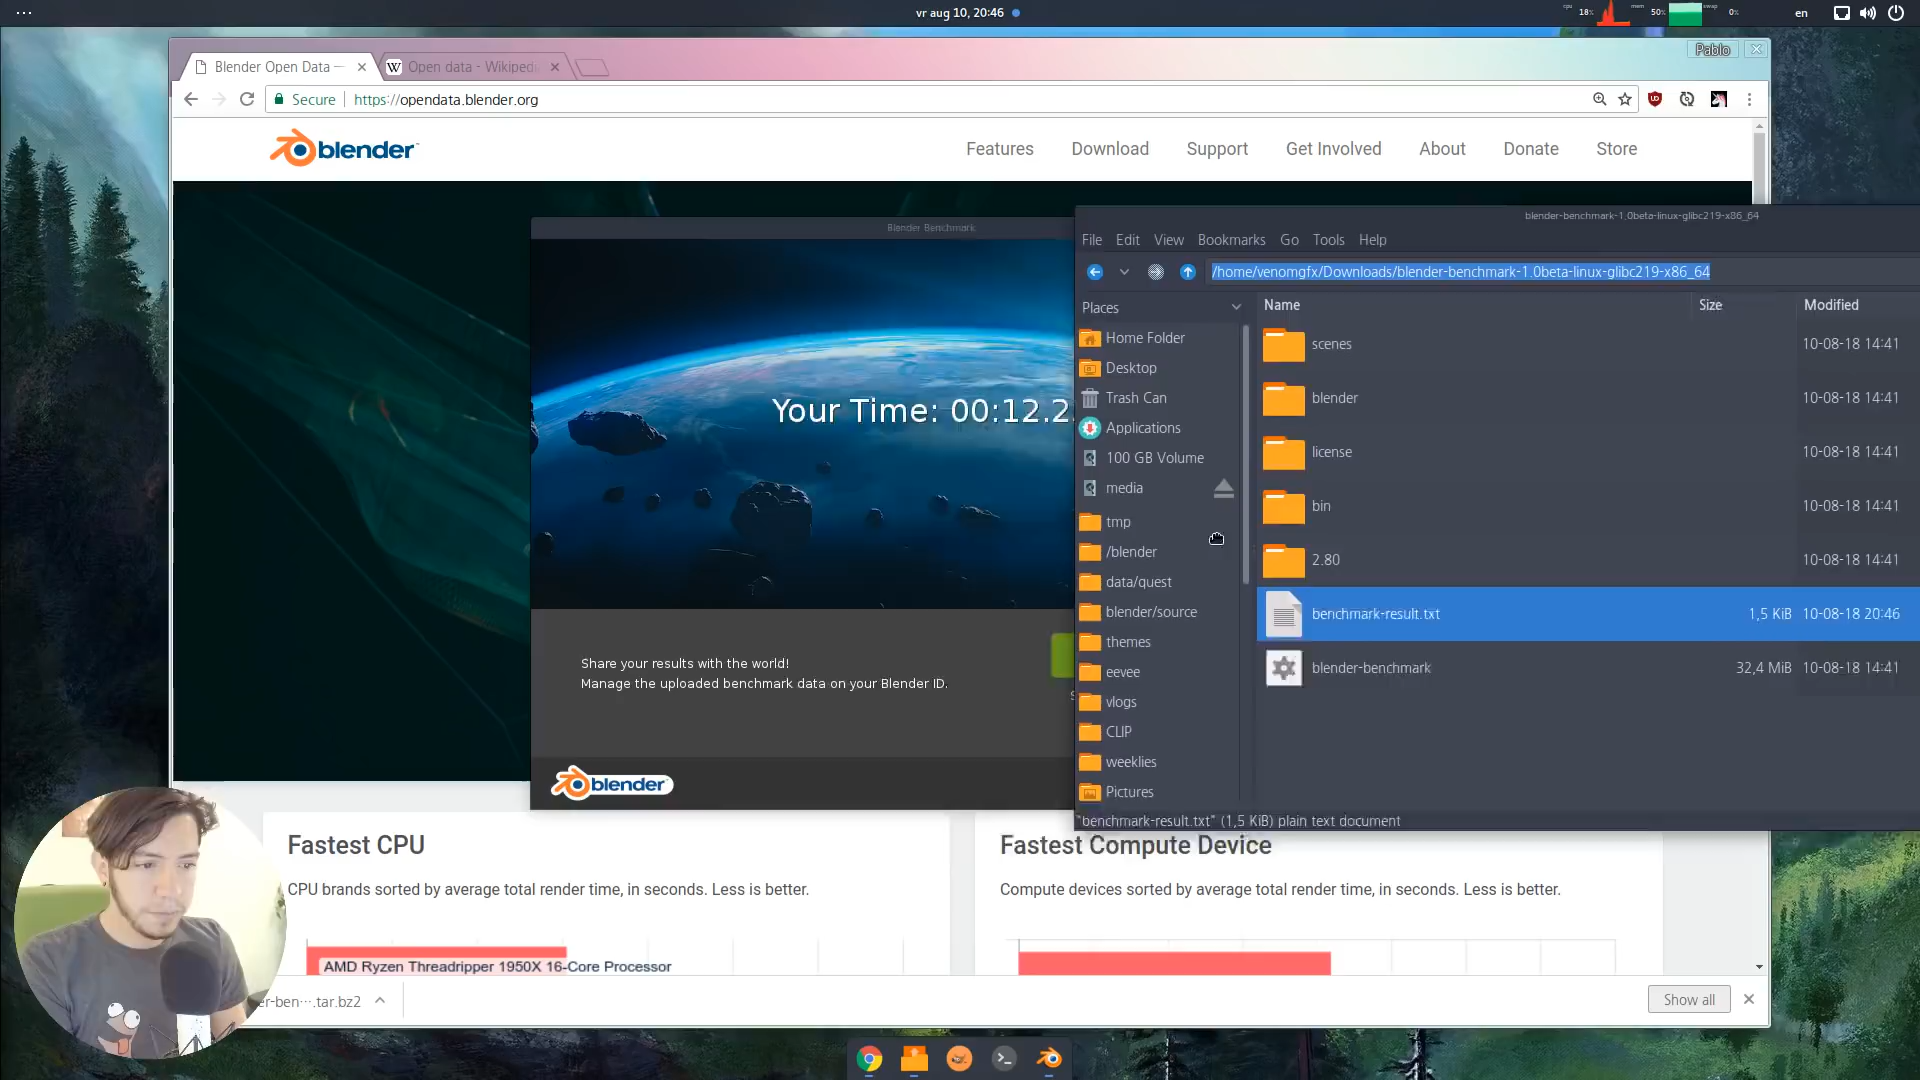 vr aug 10, 20:46
cpu 18% mem 50% swap 0%
en
Pablo
Blender Open Data —
Open data - Wikipedi
Secure https://opendata.blender.org
blender
Features Download Support Get Involved About Donate Store
Blender Benchmark
Your Time: 00:12.2
Share your results with the world!
Manage the uploaded benchmark data on your Blender ID.
blender
blender-benchmark-1.0beta-linux-glibc219-x86_64
File Edit View Bookmarks Go Tools Help
/home/venomgfx/Downloads/blender-benchmark-1.0beta-linux-glibc219-x86_64
Places
Home Folder
Desktop
Trash Can
Applications
100 GB Volume
media
tmp
/blender
data/quest
blender/source
themes
eevee
vlogs
CLIP
weeklies
Pictures
Name Size Modified
scenes 10-08-18 14:41
blender 10-08-18 14:41
license 10-08-18 14:41
bin 10-08-18 14:41
2.80 10-08-18 14:41
benchmark-result.txt 1,5 KiB 10-08-18 20:46
blender-benchmark 32,4 MiB 10-08-18 14:41
"benchmark-result.txt" (1,5 KiB) plain text document
Fastest CPU
CPU brands sorted by average total render time, in seconds. Less is better.
AMD Ryzen Threadripper 1950X 16-Core Processor
Fastest Compute Device
Compute devices sorted by average total render time, in seconds. Less is better.
er-ben···.tar.bz2
Show all